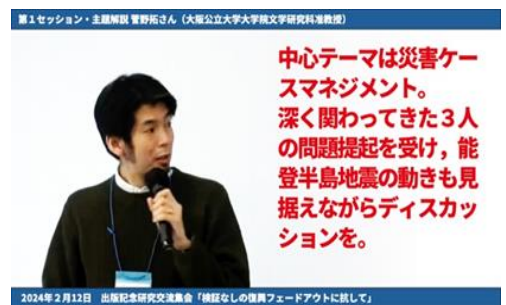 第１セッション・主題解説 菅野拓さん（大阪公立大学大学院文学研究科准教授）
中心テーマは災害ケー
スマネジメント。
深く関わってきた３人
の問題提起を受け，能
登半島地震の動きも見
据えながらディスカッ
ションを。
2024年２月12日　出版記念研究交流集会「検証なしの復興フェードアウトに抗して」